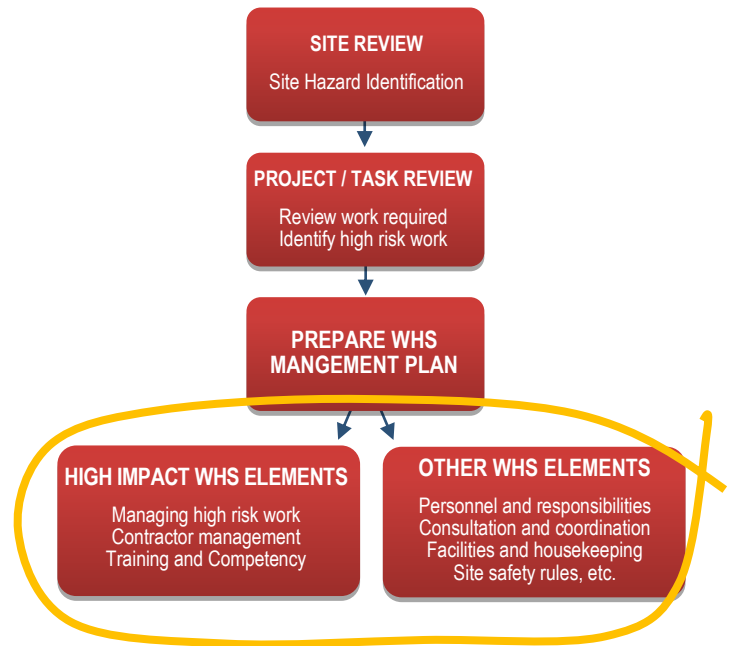 SITE REVIEW
Site Hazard Identification
PROJECT / TASK REVIEW
Review work required
Identify high risk work
PREPARE WHS
MANGEMENT PLAN
HIGH IMPACT WHS ELEMENTS
Managing high risk work
Contractor management
Training and Competency
OTHER WHS ELEMENTS
Personnel and responsibilities
Consultation and coordination
Facilities and housekeeping
Site safety rules, etc.